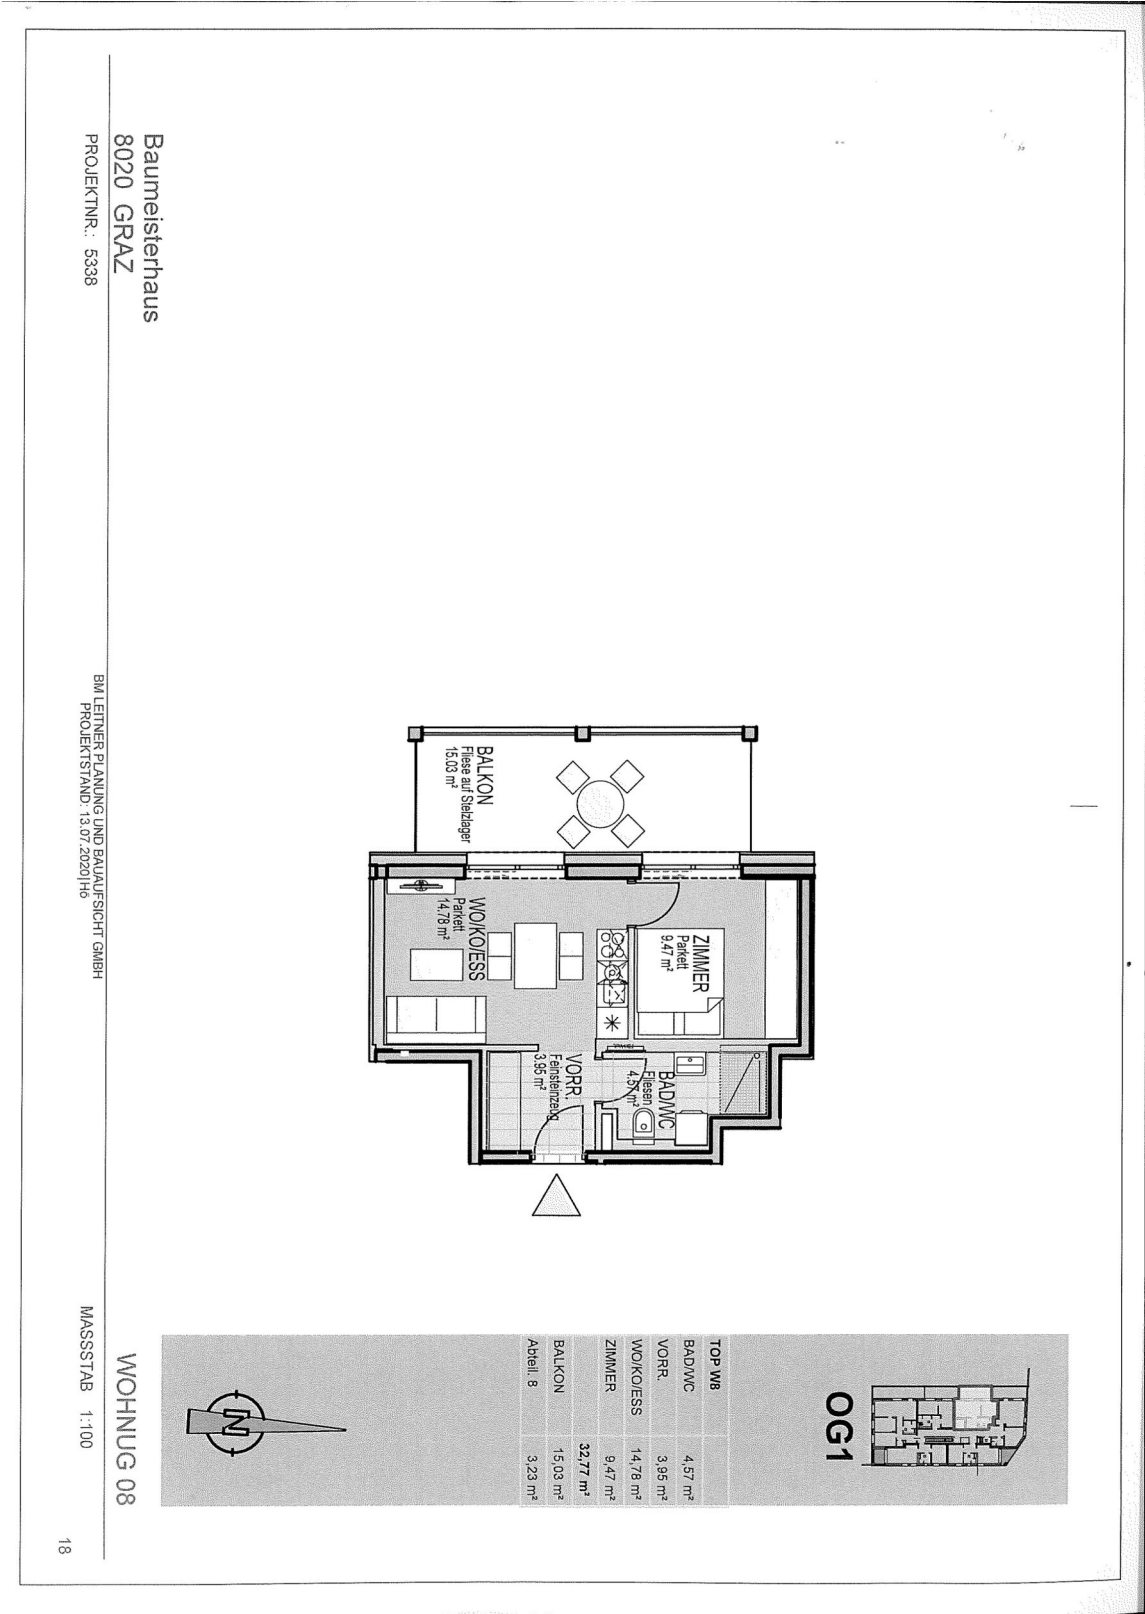 Baumeisterhaus
8020 GRAZ
PROJEKTNR.: 5338
BM LEITNER PLANUNG UND BAUAUFSICHT GMBH
PROJEKTSTAND: 13.07.2020|Hö
WOHNUG 08
MASSSTAB 1:100
18
OG1
TOP W8
BAD/WC 4,57 m²
VORR. 3,95 m²
WO/KO/ESS 14,78 m²
ZIMMER 9,47 m²
32,77 m²
BALKON 15,03 m²
Abteil. 8 3,23 m²
N
BALKON
Fliese auf Stelzlager
15.03 m²
ZIMMER
Parkett
9.47 m²
WO/KO/ESS
Parkett
14.78 m²
BAD/WC
Fliesen
4.57 m²
VORR.
Feinsteinzeug
3.95 m²